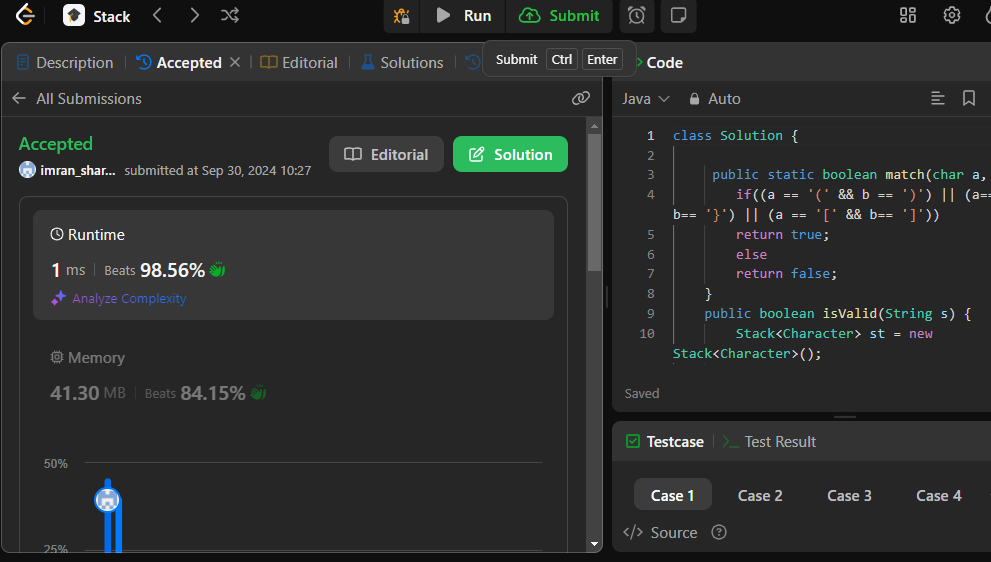 Stack
Run
Submit
Description
Accepted
Editorial
Solutions
Submit Ctrl Enter
Code
All Submissions
Java
Auto
Accepted
imran_shar... submitted at Sep 30, 2024 10:27
Editorial
Solution
Runtime
1 ms Beats 98.56%
Analyze Complexity
Memory
41.30 MB Beats 84.15%
50%
25%
1 class Solution {
2
3 public static boolean match(char a,
4 if((a == '(' && b == ')') || (a==
b== '}') || (a == '[' && b== ']'))
5 return true;
6 else
7 return false;
8 }
9 public boolean isValid(String s) {
10 Stack<Character> st = new
Stack<Character>();
Saved
Testcase
>_ Test Result
Case 1 Case 2 Case 3 Case 4
</> Source ?